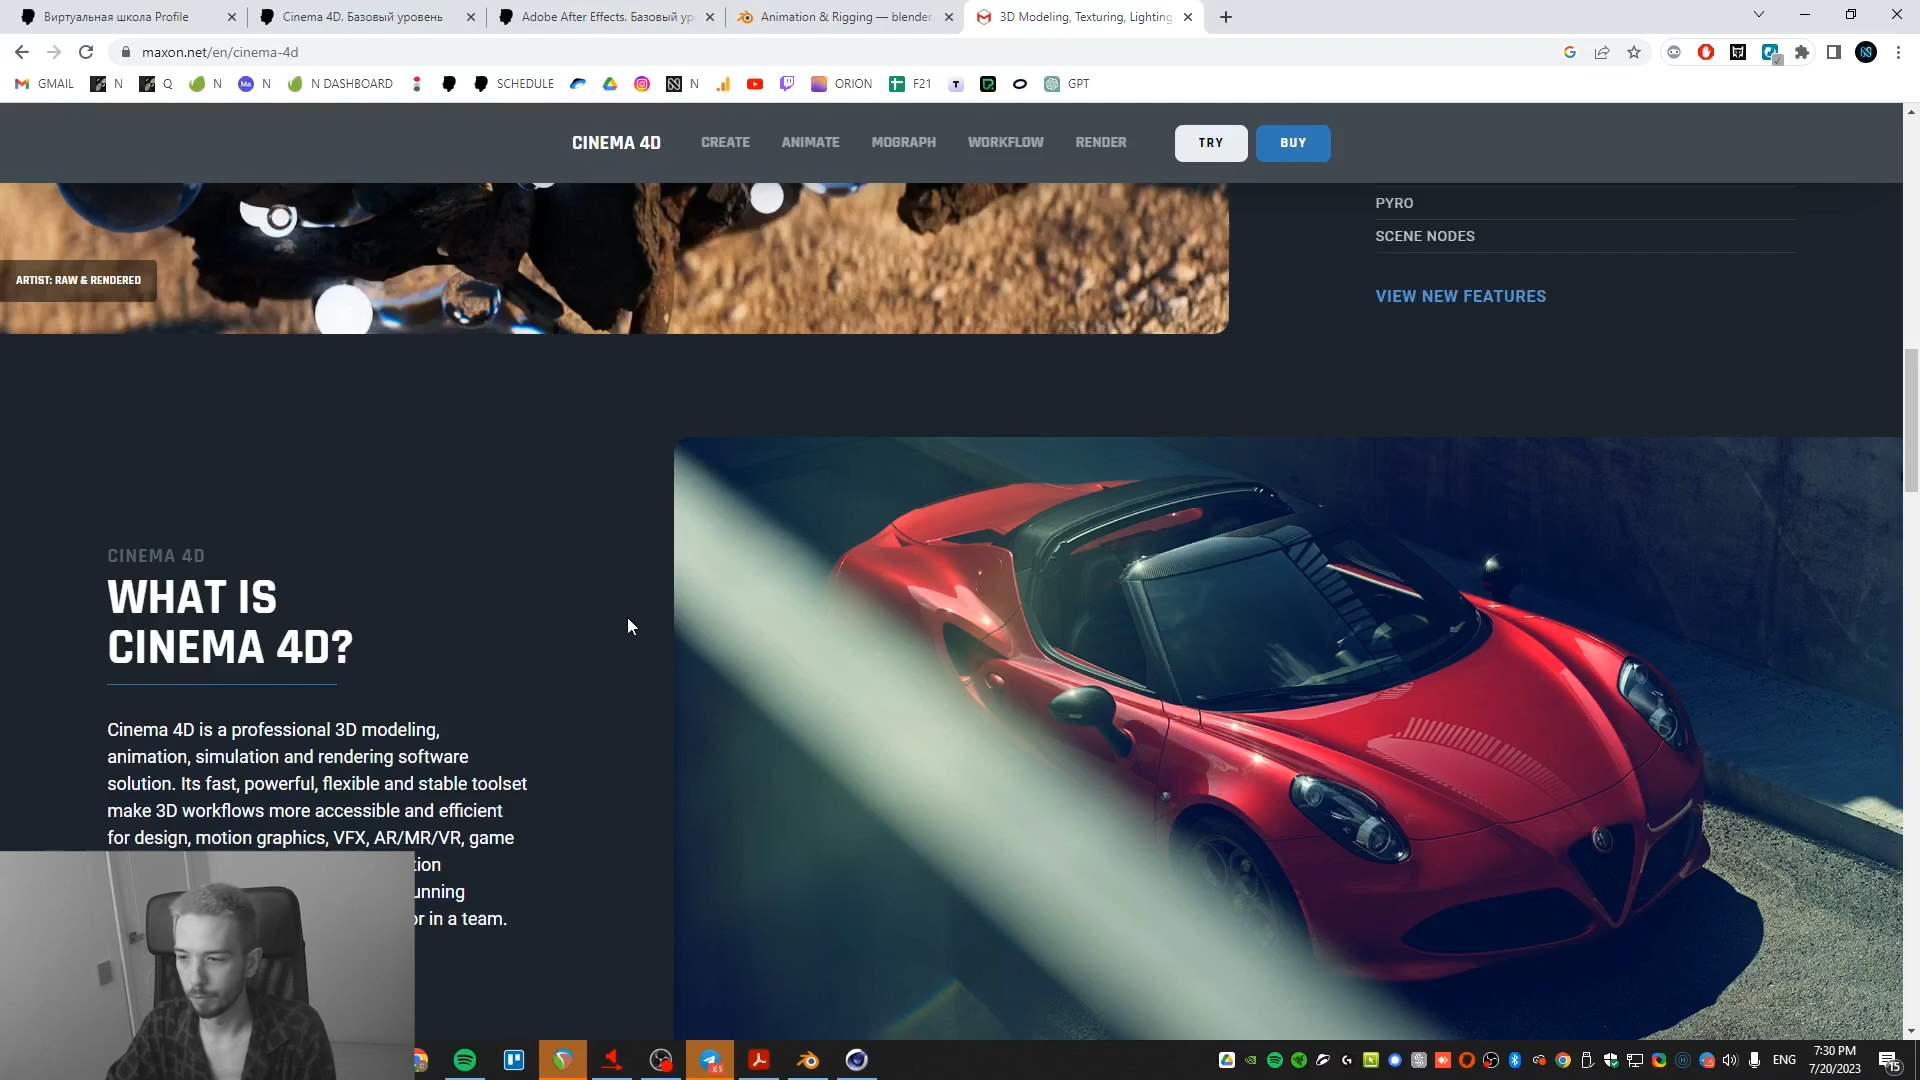 Виртуальная школа Profile
Cinema 4D. Базовый уровень
Adobe After Effects. Базовый ур
Animation & Rigging — blender.
3D Modeling, Texturing, Lighting
maxon.net/en/cinema-4d
GMAIL
N
Q
N
Ma
N
N DASHBOARD
SCHEDULE
N
ORION
F21
T
GPT
CINEMA 4D
CREATE
ANIMATE
MOGRAPH
WORKFLOW
RENDER
TRY
BUY
PYRO
SCENE NODES
VIEW NEW FEATURES
ARTIST: RAW & RENDERED
CINEMA 4D
WHAT IS
CINEMA 4D?
Cinema 4D is a professional 3D modeling,
animation, simulation and rendering software
solution. Its fast, powerful, flexible and stable toolset
make 3D workflows more accessible and efficient
for design, motion graphics, VFX, AR/MR/VR, game
tion
unning
or in a team.
65
ENG
7:30 PM
7/20/2023
15